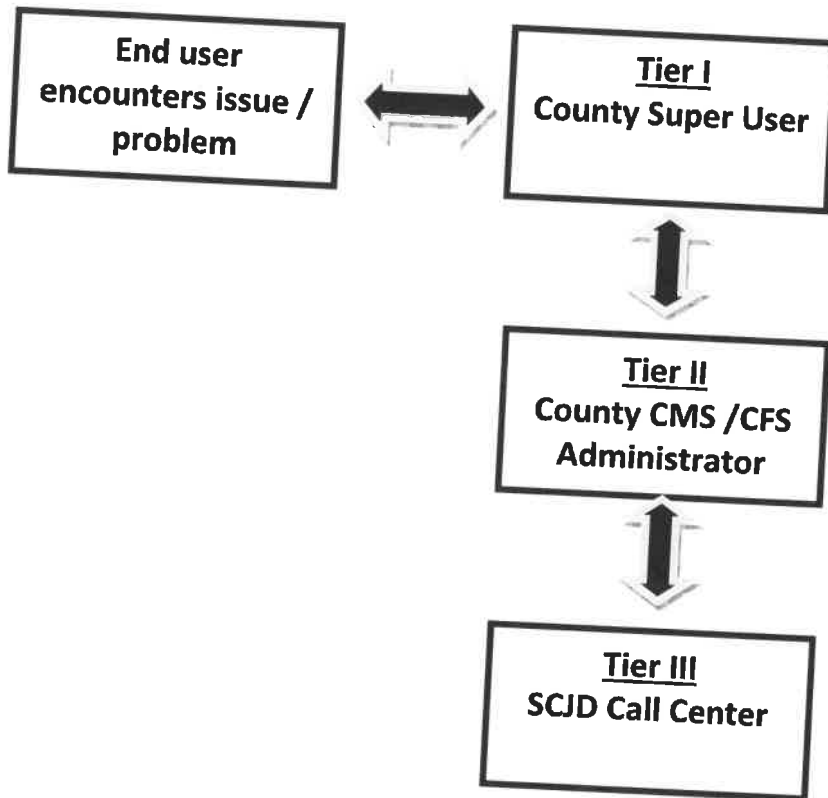 End user
encounters issue /
problem
Tier I
County Super User
Tier II
County CMS /CFS
Administrator
Tier III
SCJD Call Center